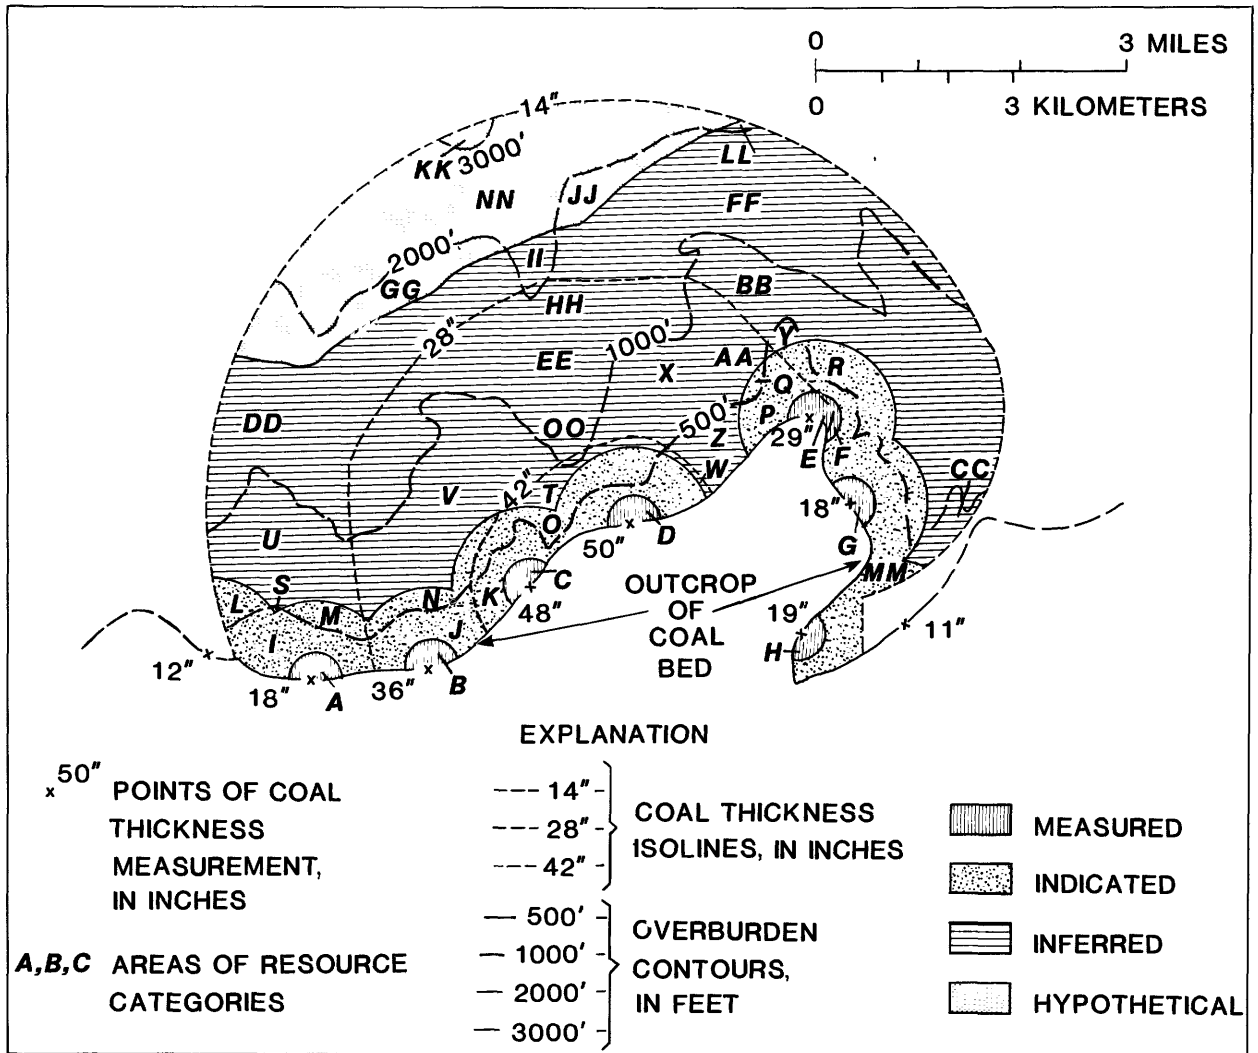 0 3 MILES
0 3 KILOMETERS
14"
KK 3000'
LL
NN
JJ
FF
2000'
II
GG
BB
HH
28"
1000'
Y
EE
AA
R
X
Q
DD
500'
P
OO
Z
29"
E
F
W
CC
42"
T
V
18"
O
50"
D
G
U
C
OUTCROP
OF
COAL
BED
MM
S
K
48"
L
M
N
J
19"
11"
I
H
12"
18"
A
36"
B
EXPLANATION
x 50" POINTS OF COAL
THICKNESS
MEASUREMENT,
IN INCHES
A,B,C AREAS OF RESOURCE
CATEGORIES
--- 14"-
--- 28"-
--- 42"-
COAL THICKNESS
ISOLINES, IN INCHES
— 500' -
— 1000' -
— 2000' -
— 3000' -
OVERBURDEN
CONTOURS,
IN FEET
MEASURED
INDICATED
INFERRED
HYPOTHETICAL